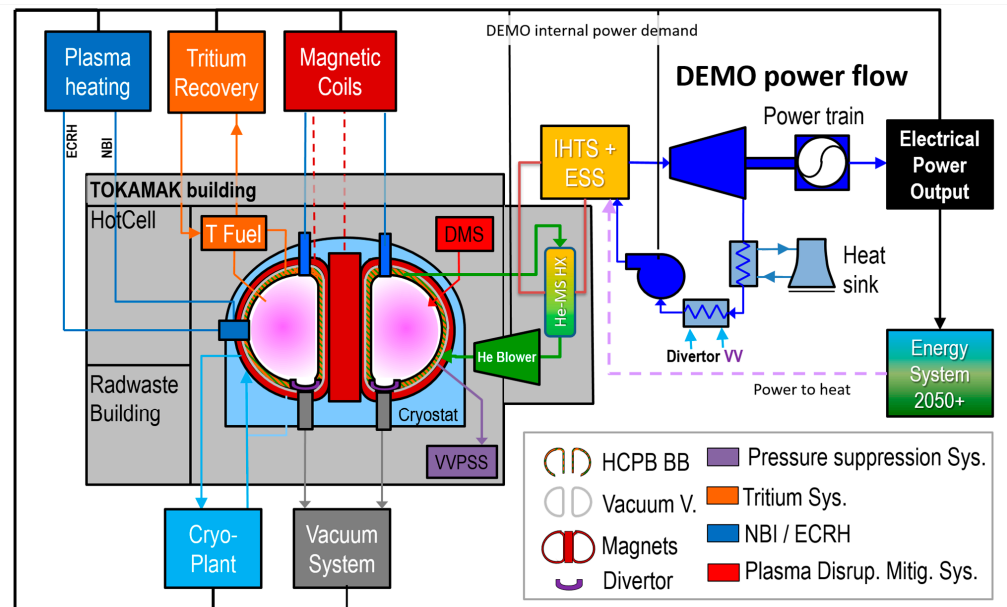 DEMO internal power demand
DEMO power flow
Plasma
heating
Tritium
Recovery
Magnetic
Coils
ECRH
NBI
Power train
IHTS +
ESS
Electrical
Power
Output
TOKAMAK building
HotCell
T Fuel
DMS
He-MS HX
Heat
sink
He Blower
Divertor VV
Energy
System
2050+
Power to heat
Radwaste
Building
Cryostat
VVPSS
Cryo-
Plant
Vacuum
System
HCPB BB
Vacuum V.
Magnets
Divertor
Pressure suppression Sys.
Tritium Sys.
NBI / ECRH
Plasma Disrup. Mitig. Sys.